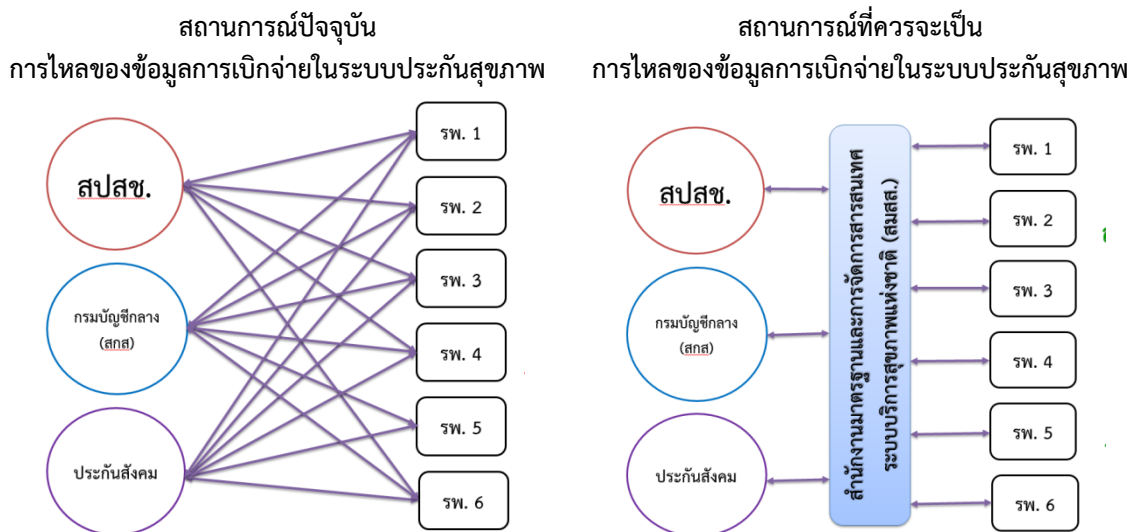 สถานการณ์ปัจจุบัน
การไหลของข้อมูลการเบิกจ่ายในระบบประกันสุขภาพ
สปสช.
กรมบัญชีกลาง
(สกส)
ประกันสังคม
รพ. 1
รพ. 2
รพ. 3
รพ. 4
รพ. 5
รพ. 6
สถานการณ์ที่ควรจะเป็น
การไหลของข้อมูลการเบิกจ่ายในระบบประกันสุขภาพ
สปสช.
กรมบัญชีกลาง
(สกส)
ประกันสังคม
สำนักงานมาตรฐานและการจัดการสารสนเทศ
ระบบบริการสุขภาพแห่งชาติ (สมสส.)
รพ. 1
รพ. 2
รพ. 3
รพ. 4
รพ. 5
รพ. 6